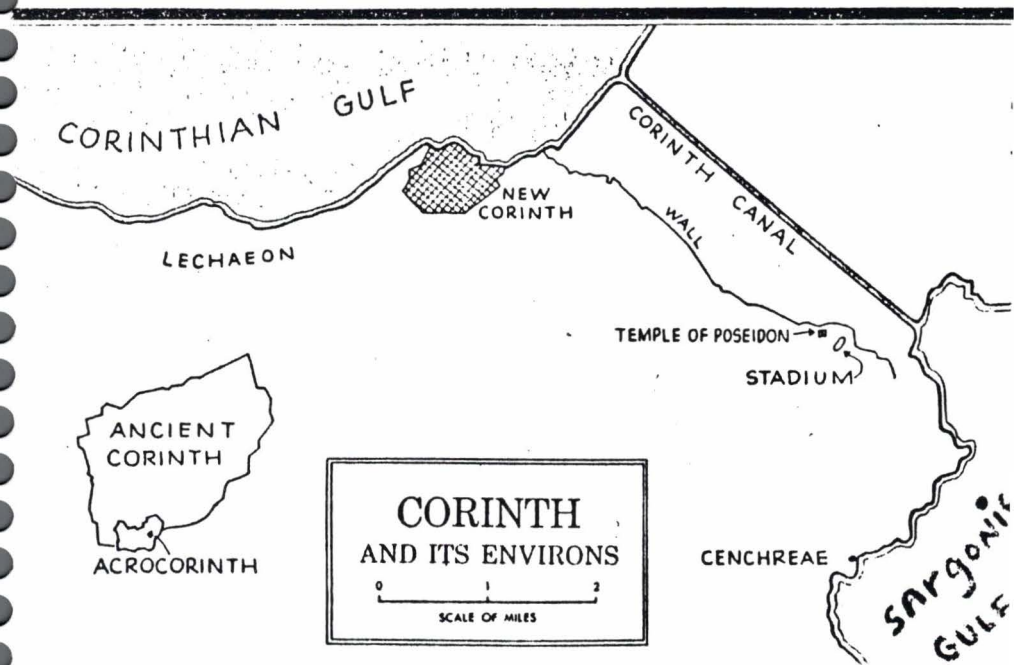 CORINTHIAN GULF
CORINTH CANAL
NEW
CORINTH
WALL
LECHAEON
TEMPLE OF POSEIDON
STADIUM
ANCIENT
CORINTH
ACROCORINTH
CORINTH
AND ITS ENVIRONS
0 1 2
SCALE OF MILES
CENCHREAE
SARgONIC
GULF